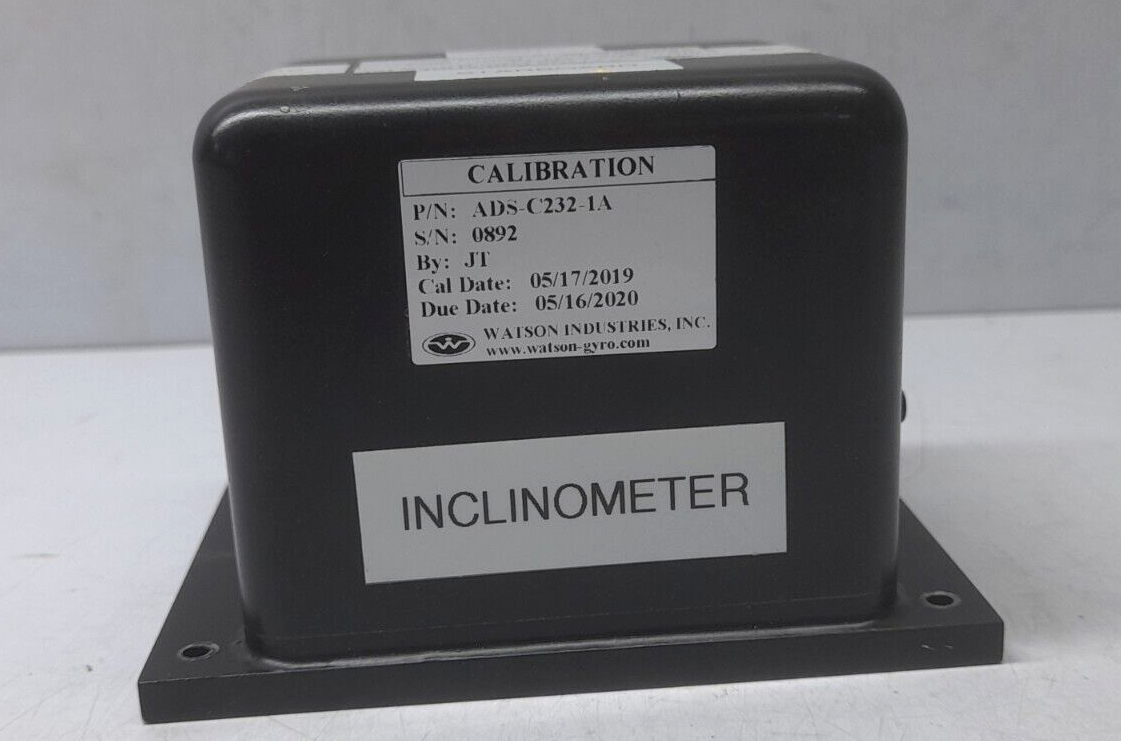 CALIBRATION
P/N: ADS-C232-1A
S/N: 0892
By: JT
Cal Date: 05/17/2019
Due Date: 05/16/2020
WATSON INDUSTRIES, INC.
www.watson-gyro.com
INCLINOMETER